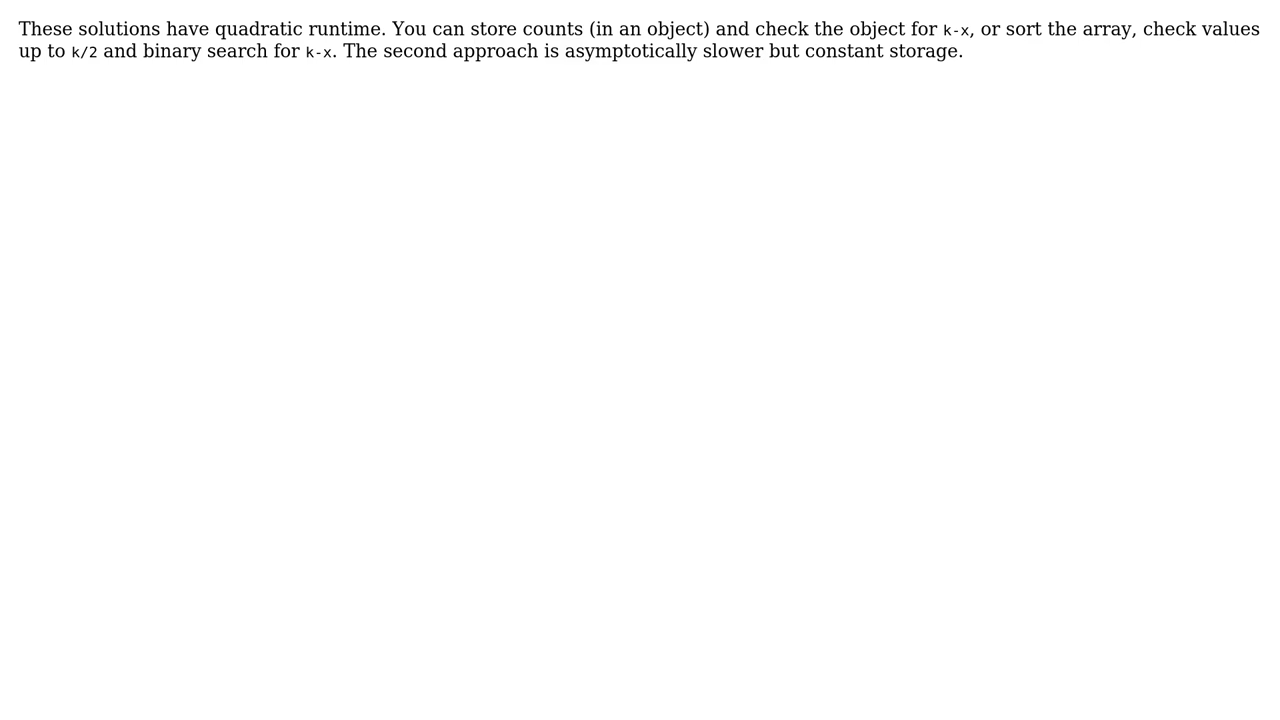 These solutions have quadratic runtime. You can store counts (in an object) and check the object for k-x, or sort the array, check values
up to k/2 and binary search for k-x. The second approach is asymptotically slower but constant storage.